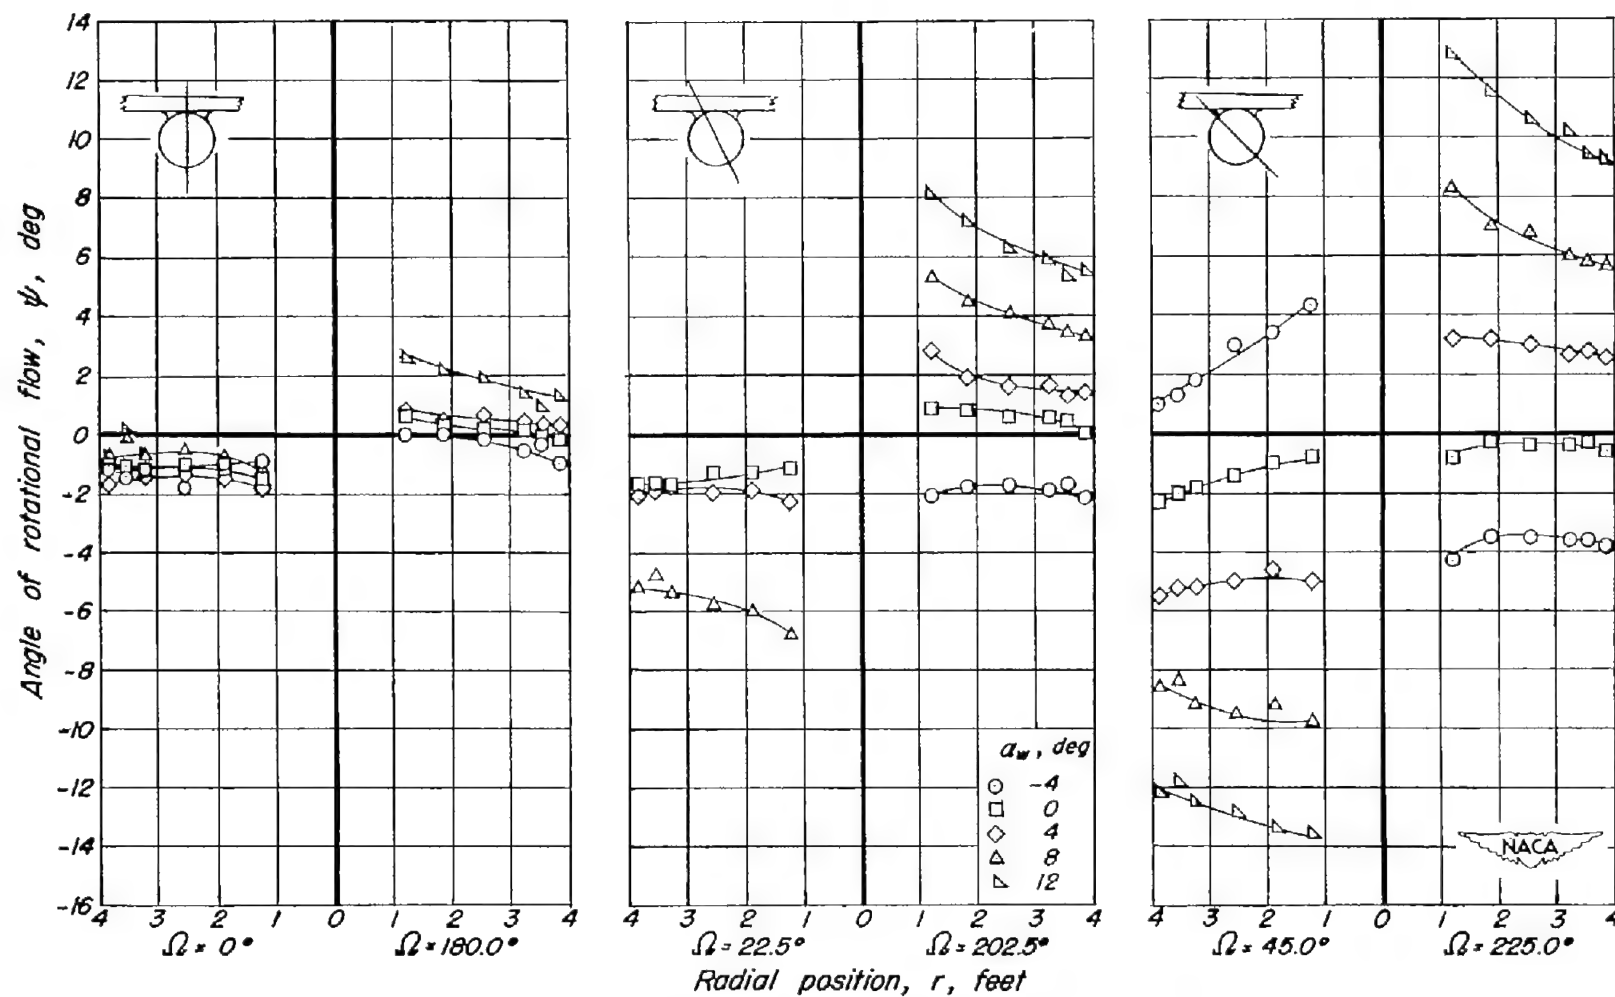 Angle of rotational flow, ψ, deg
14
12
10
8
6
4
2
0
-2
-4
-6
-8
-10
-12
-14
-16
α_w, deg
-4
0
4
8
12
NACA
4 3 2 1 0 1 2 3 4
4 3 2 1 0 1 2 3 4
4 3 2 1 0 1 2 3 4
Ω = 0° Ω = 180.0°
Ω = 22.5° Ω = 202.5°
Ω = 45.0° Ω = 225.0°
Radial position, r, feet